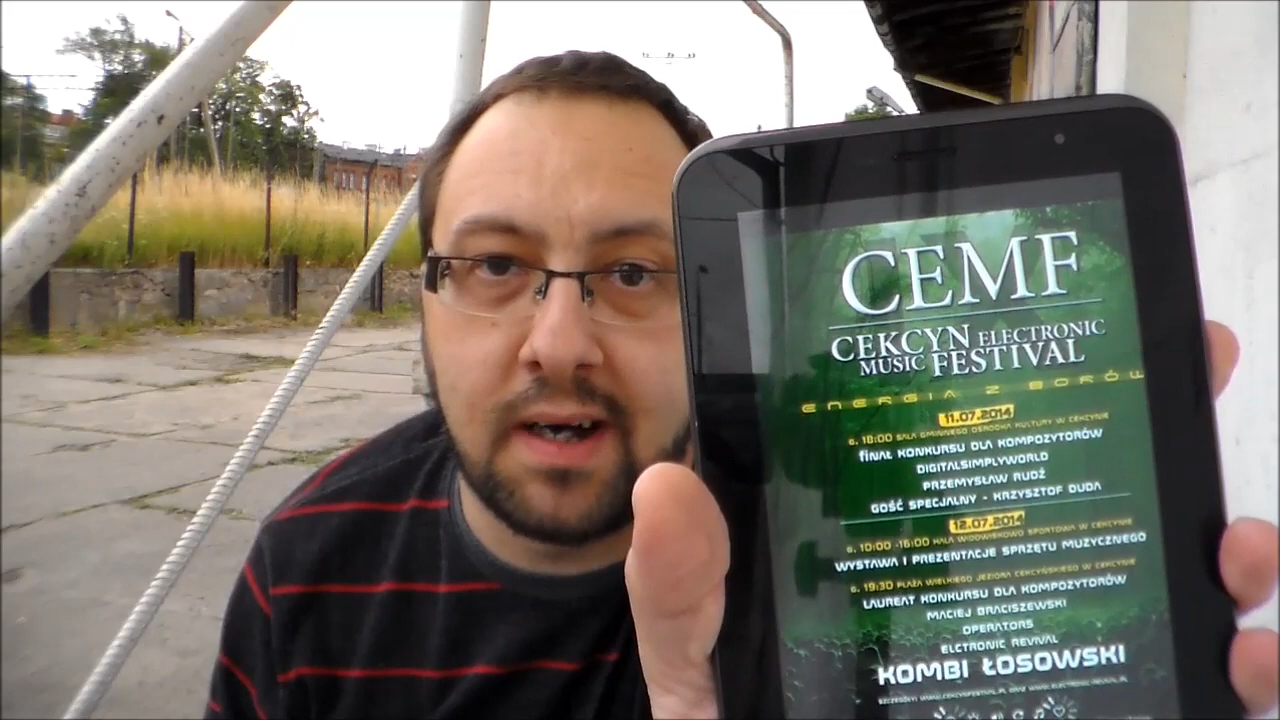 CEMF
CEKCYN ELECTRONIC
MUSIC FESTIVAL
ENERGIA Z BORÓW
11.07.2014
G. 18:00 SALA GMINNEGO OŚRODKA KULTURY W CEKCYNIE
FINAŁ KONKURSU DLA KOMPOZYTORÓW
DIGITALSIMPLYWORLD
PRZEMYSŁAW RUDŹ
GOŚĆ SPECJALNY - KRZYSZTOF DUDA
12.07.2014
G. 10:00 -16:00 HALA WIDOWISKOWO SPORTOWA W CEKCYNIE
WYSTAWA I PREZENTACJE SPRZĘTU MUZYCZNEGO
G. 19:30 PLAŻA WIELKIEGO JEZIORA CEKCYŃSKIEGO W CEKCYNIE
LAUREAT KONKURSU DLA KOMPOZYTORÓW
MACIEJ BRACISZEWSKI
OPERATORS
ELCTRONIC REVIVAL
KOMBI ŁOSOWSKI